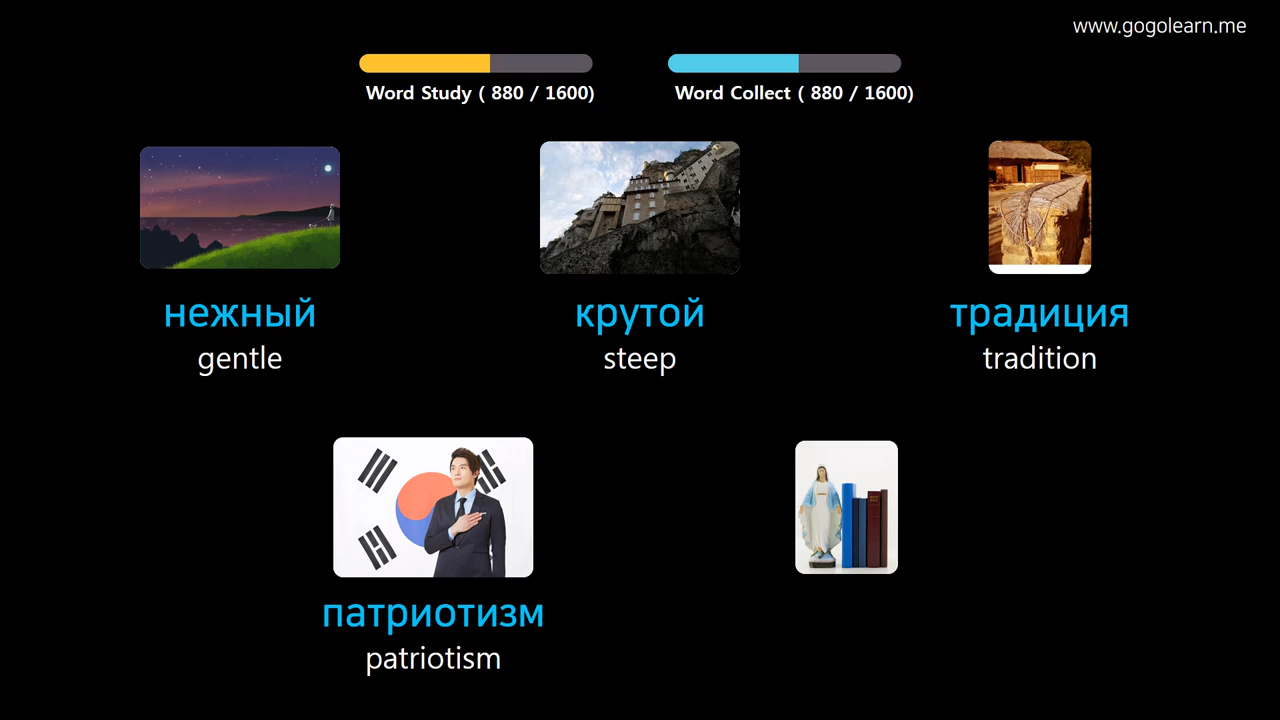 www.gogolearn.me
Word Study ( 880 / 1600)
Word Collect ( 880 / 1600)
нежный
gentle
крутой
steep
традиция
tradition
патриотизм
patriotism